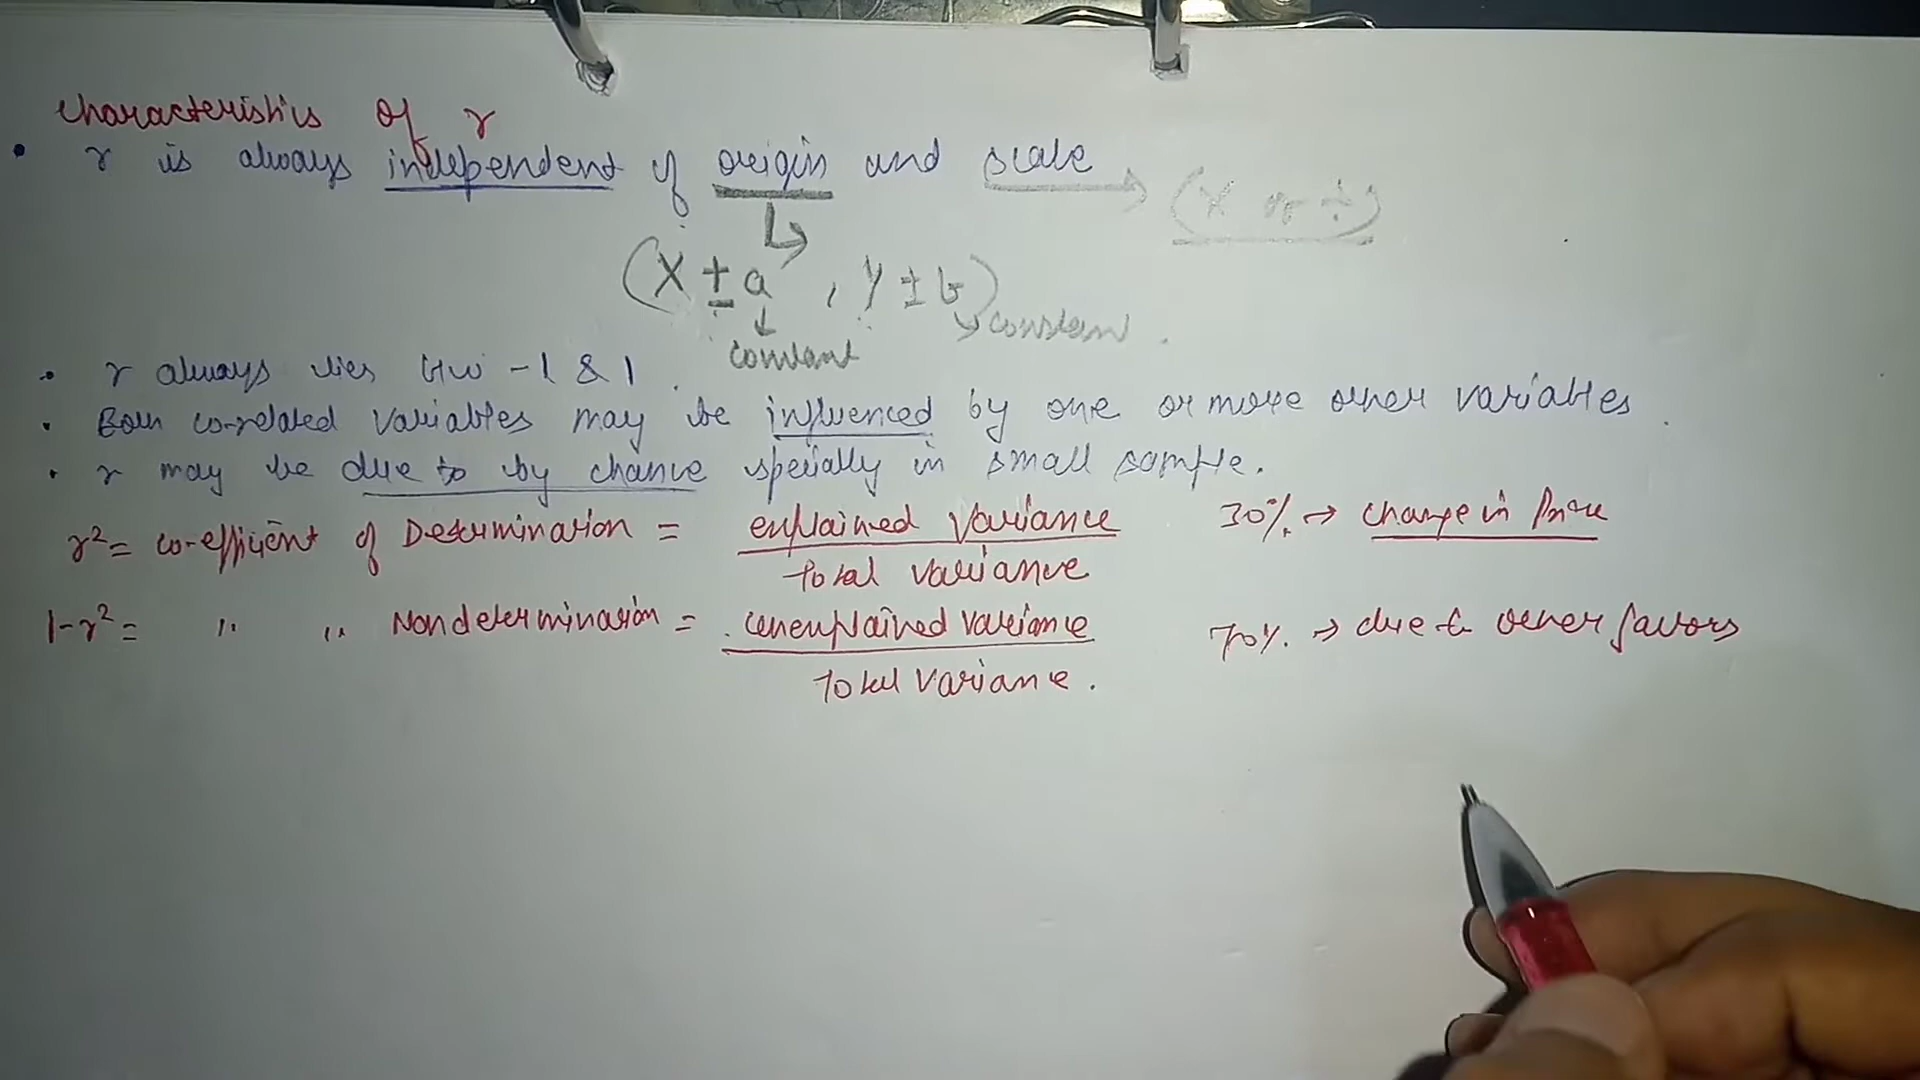 Characteristics of r
• r is always independent of origin and scale → (× or ÷)
(X ± a , Y ± b)
constant
constant
• r always lies btw -1 & 1.
• Both co-related variables may be influenced by one or more other variables.
• r may be due to by chance specially in small sample.
r² = co-efficient of Determination = explained variance / Total variance 30% → change in Price
1-r² = " " Nondetermination = unexplained variance / Total variance. 70% → due to other favors